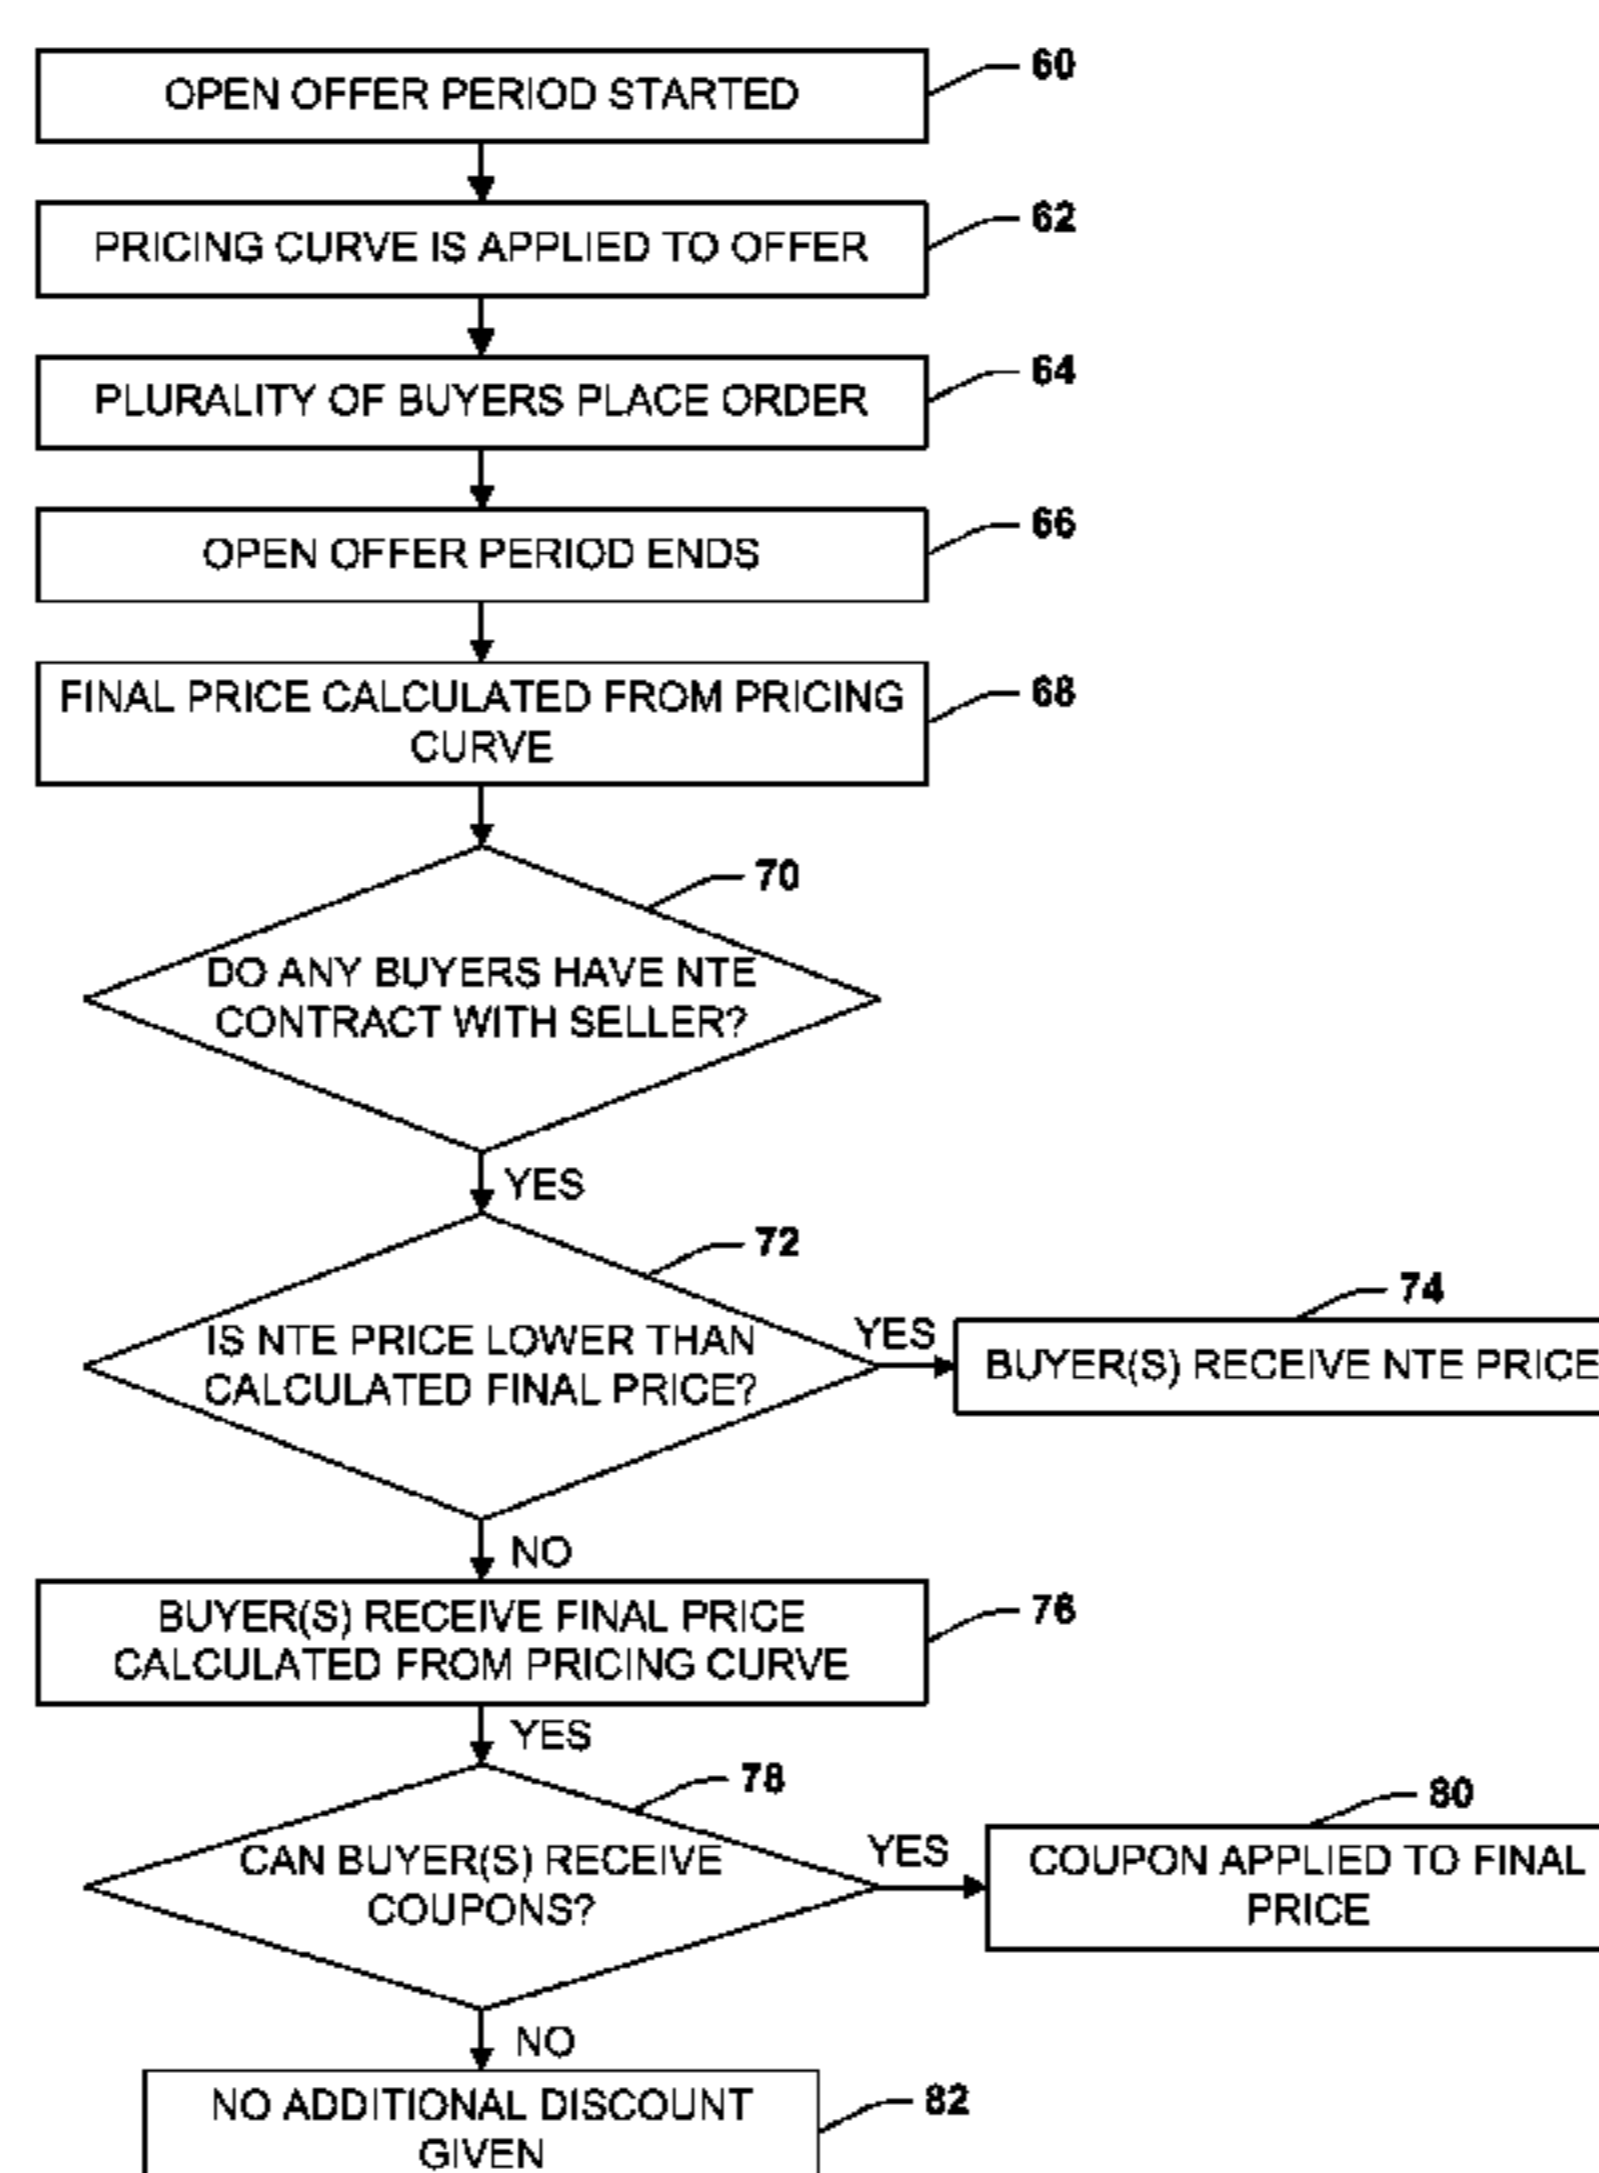 OPEN OFFER PERIOD STARTED
60
PRICING CURVE IS APPLIED TO OFFER
62
PLURALITY OF BUYERS PLACE ORDER
64
OPEN OFFER PERIOD ENDS
66
FINAL PRICE CALCULATED FROM PRICING
CURVE
68
70
DO ANY BUYERS HAVE NTE
CONTRACT WITH SELLER?
YES
72
IS NTE PRICE LOWER THAN
CALCULATED FINAL PRICE?
YES
74
BUYER(S) RECEIVE NTE PRICE
NO
BUYER(S) RECEIVE FINAL PRICE
CALCULATED FROM PRICING CURVE
76
YES
78
CAN BUYER(S) RECEIVE
COUPONS?
YES
80
COUPON APPLIED TO FINAL
PRICE
NO
NO ADDITIONAL DISCOUNT
GIVEN
82